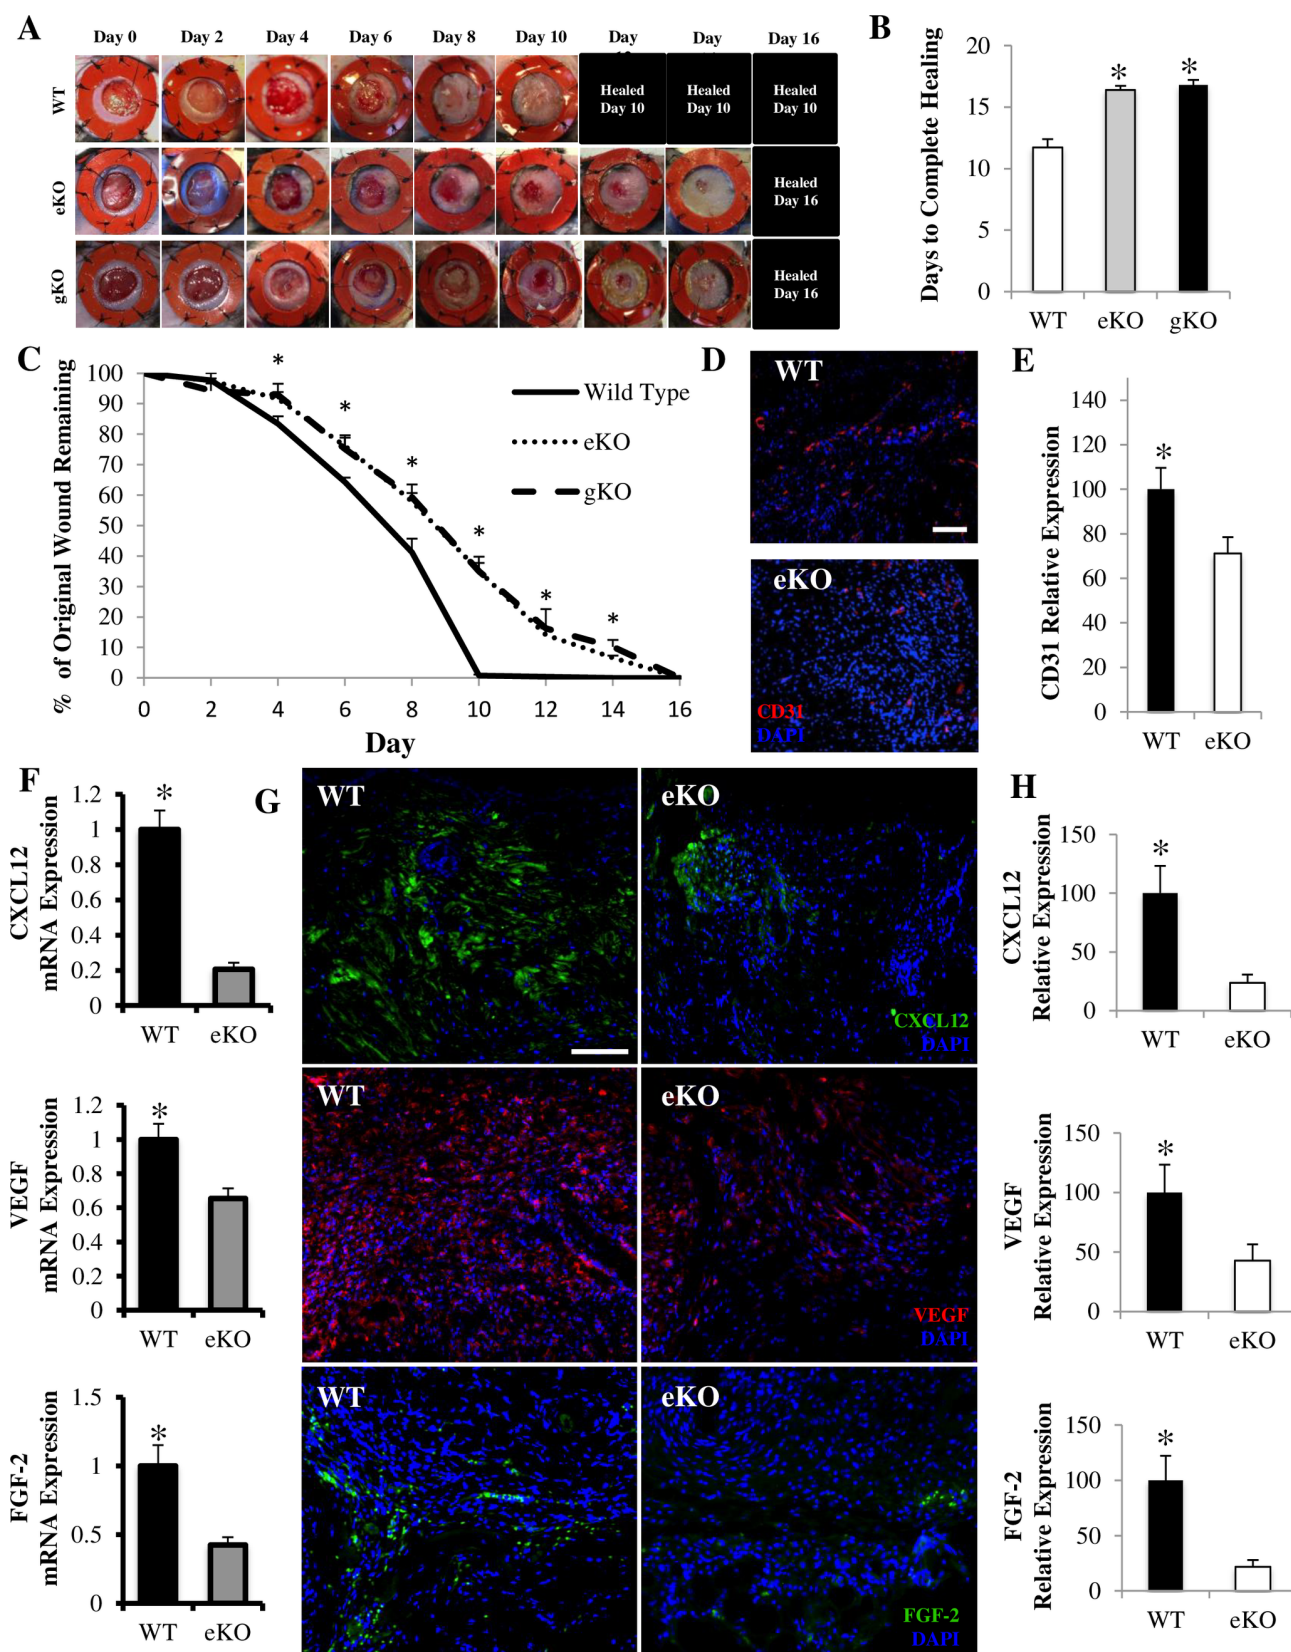 A
Day 0 Day 2 Day 4 Day 6 Day 8 Day 10 Day Day Day 16
WT
Healed Day 10
Healed Day 10
Healed Day 10
eKO
Healed Day 16
gKO
Healed Day 16
B
Days to Complete Healing
20
15
10
5
0
* *
WT eKO gKO
C
% of Original Wound Remaining
100
90
80
70
60
50
40
30
20
10
0
* * * * * *
0 2 4 6 8 10 12 14 16
Day
Wild Type
eKO
gKO
D
WT
eKO
CD31
DAPI
E
CD31 Relative Expression
140
120
100
80
60
40
20
0
*
WT eKO
F
CXCL12
mRNA Expression
1.2
1
0.8
0.6
0.4
0.2
0
*
WT eKO
VEGF
mRNA Expression
1.2
1
0.8
0.6
0.4
0.2
0
*
WT eKO
FGF-2
mRNA Expression
1.5
1
0.5
0
*
WT eKO
G
WT
eKO
CXCL12
DAPI
WT
eKO
VEGF
DAPI
WT
eKO
FGF-2
DAPI
H
CXCL12
Relative Expression
150
100
50
0
*
WT eKO
VEGF
Relative Expression
150
100
50
0
*
WT eKO
FGF-2
Relative Expression
150
100
50
0
*
WT eKO